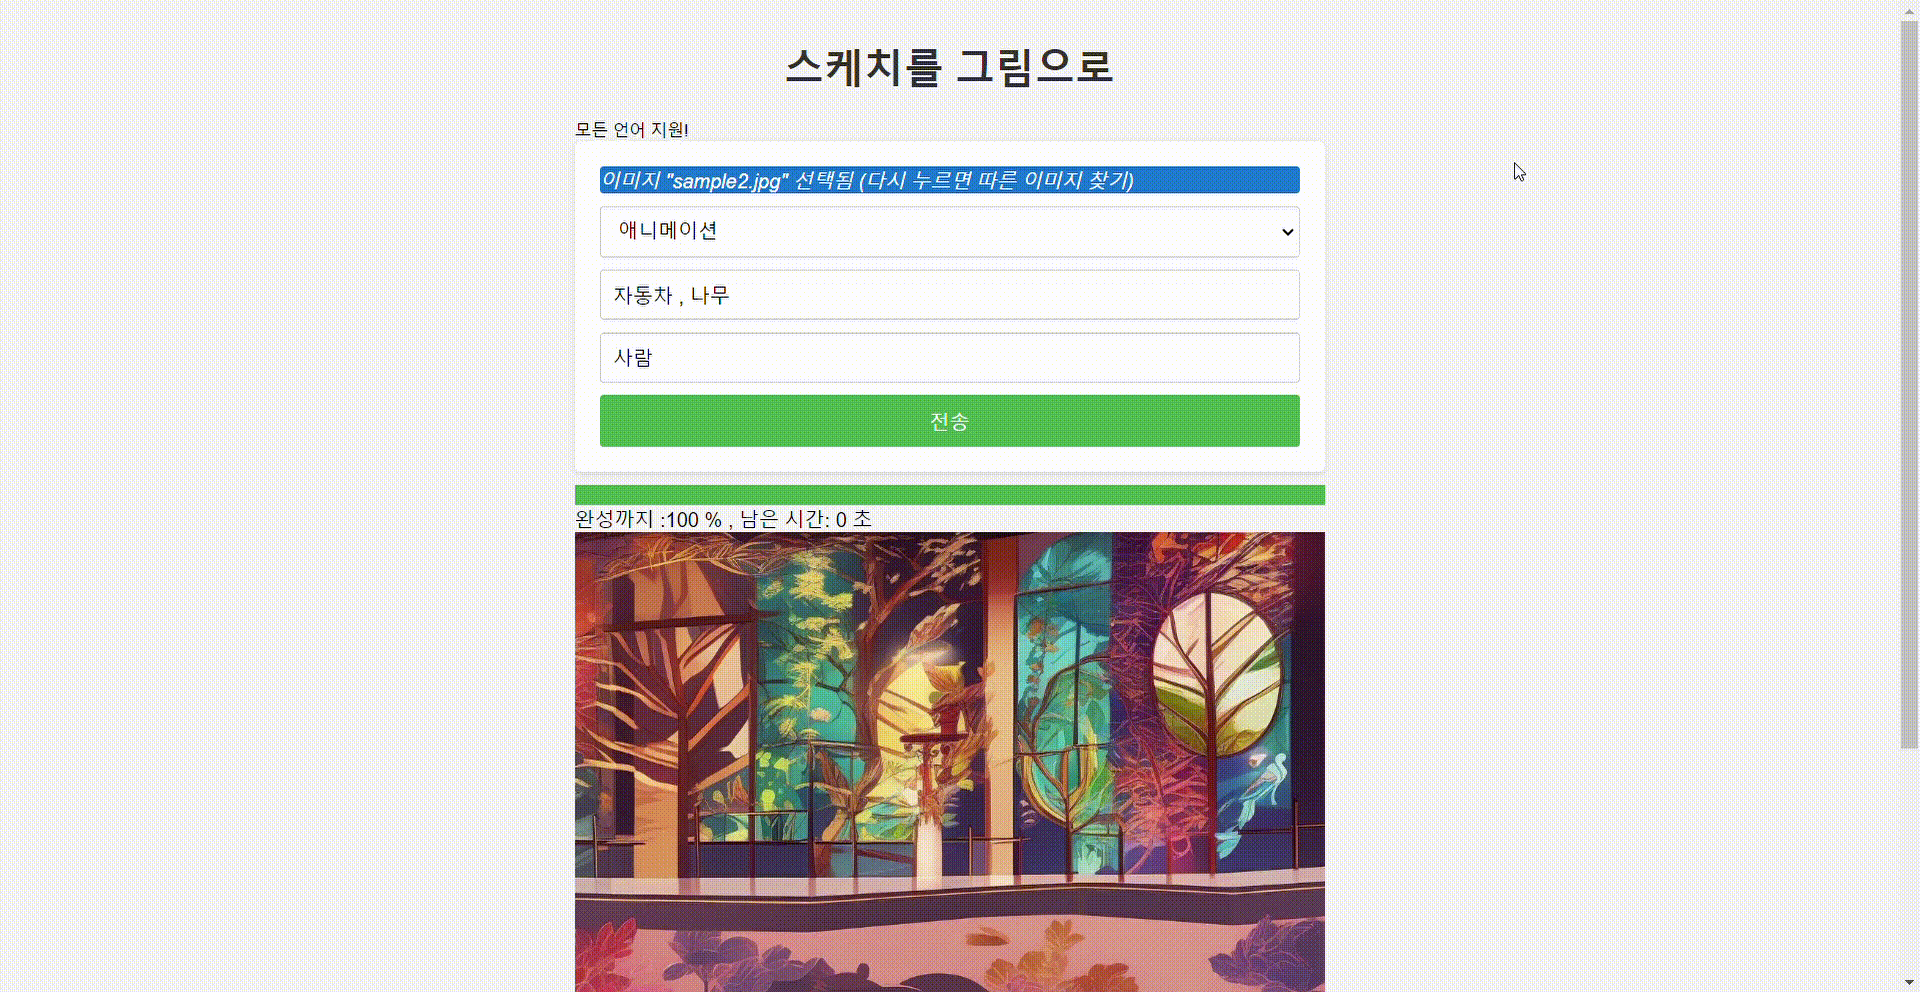 스케치를 그림으로
모든 언어 지원!
이미지 "sample2.jpg" 선택됨 (다시 누르면 따른 이미지 찾기)
애니메이션
자동차 , 나무
사람
전송
완성까지 :100 % , 남은 시간: 0 초